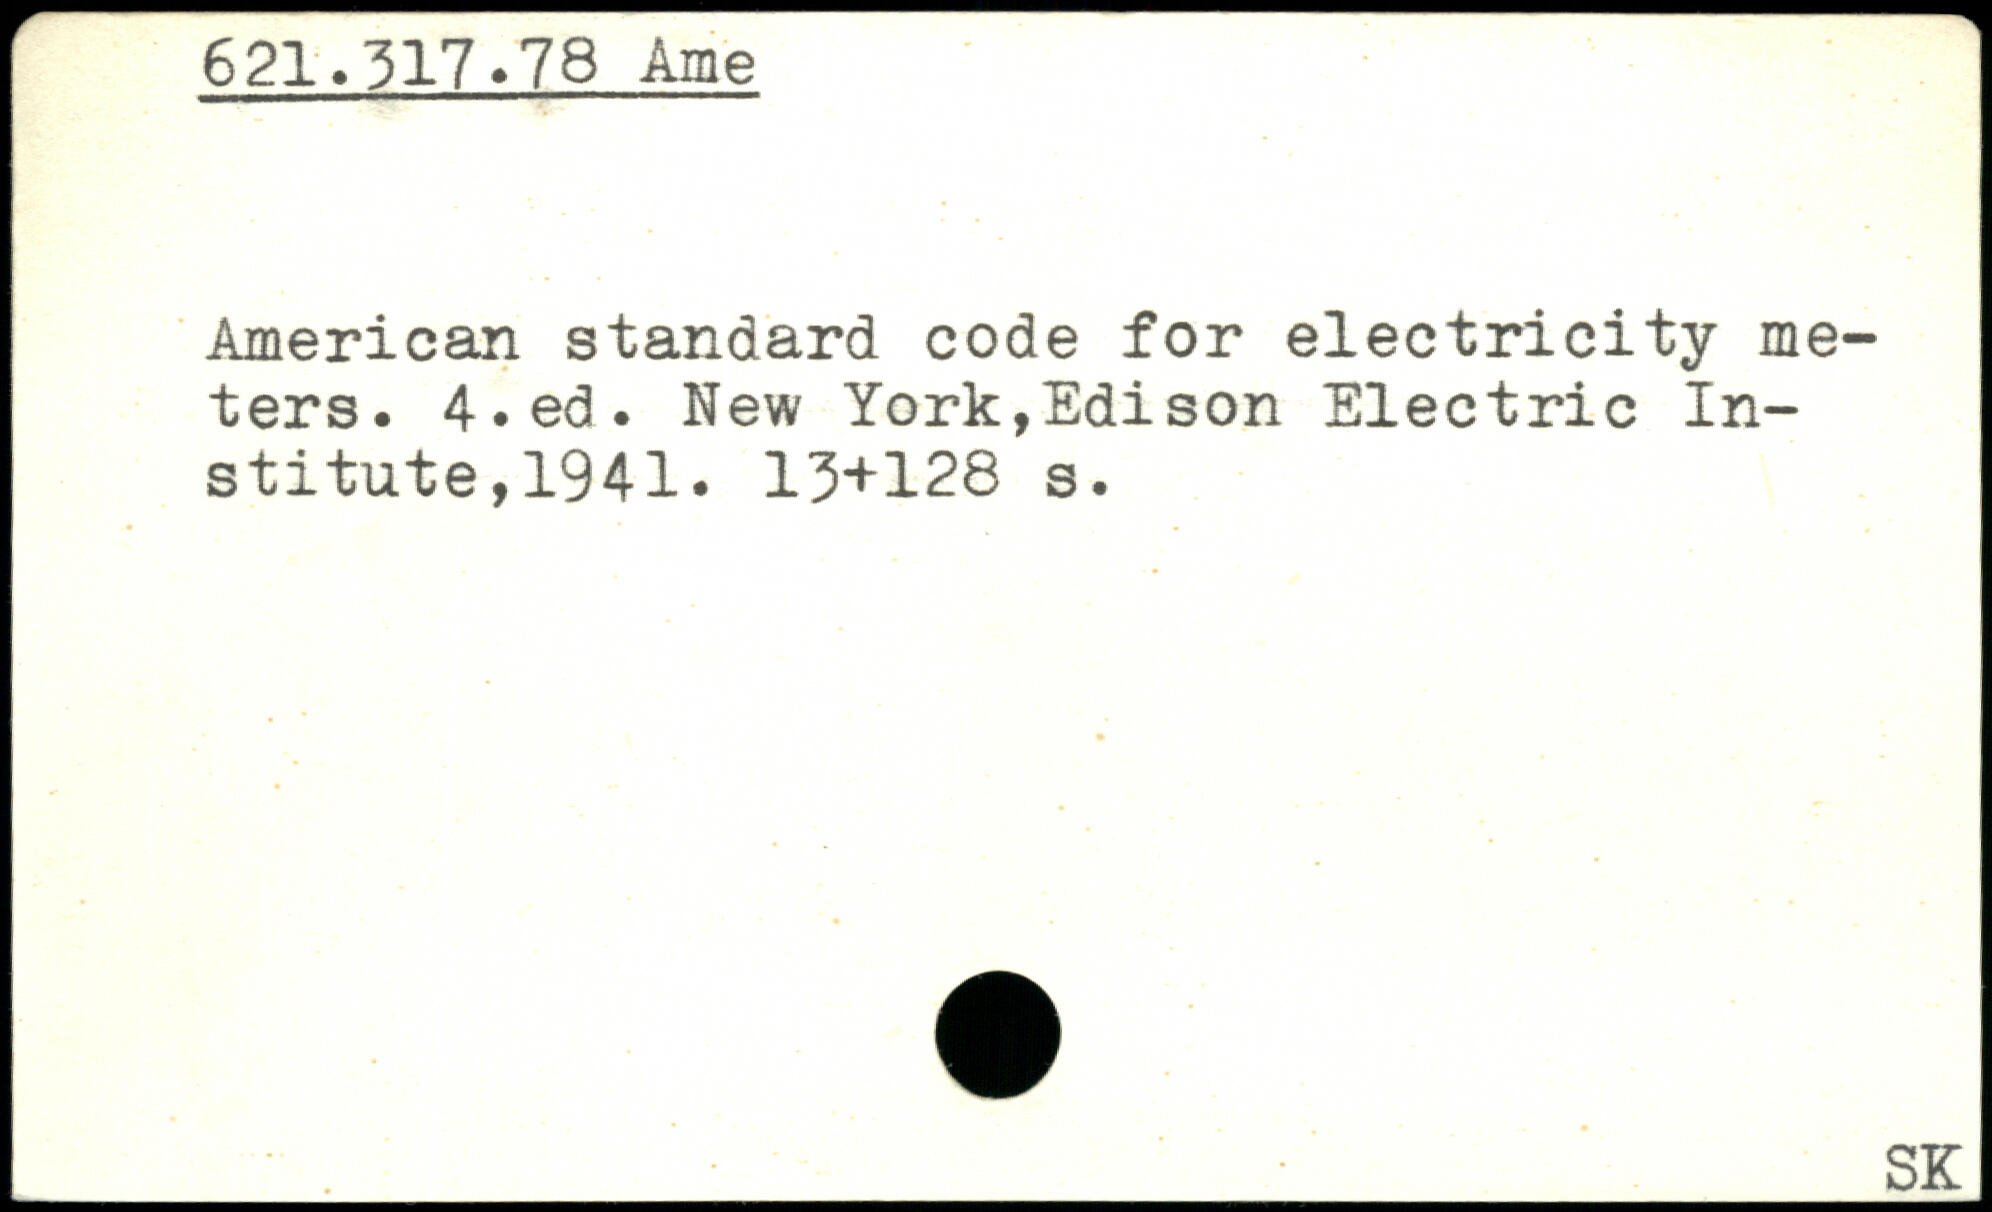 621.317.78 Ame
American standard code for electricity me-
ters. 4.ed. New York,Edison Electric In-
stitute,1941. 13+128 s.
SK